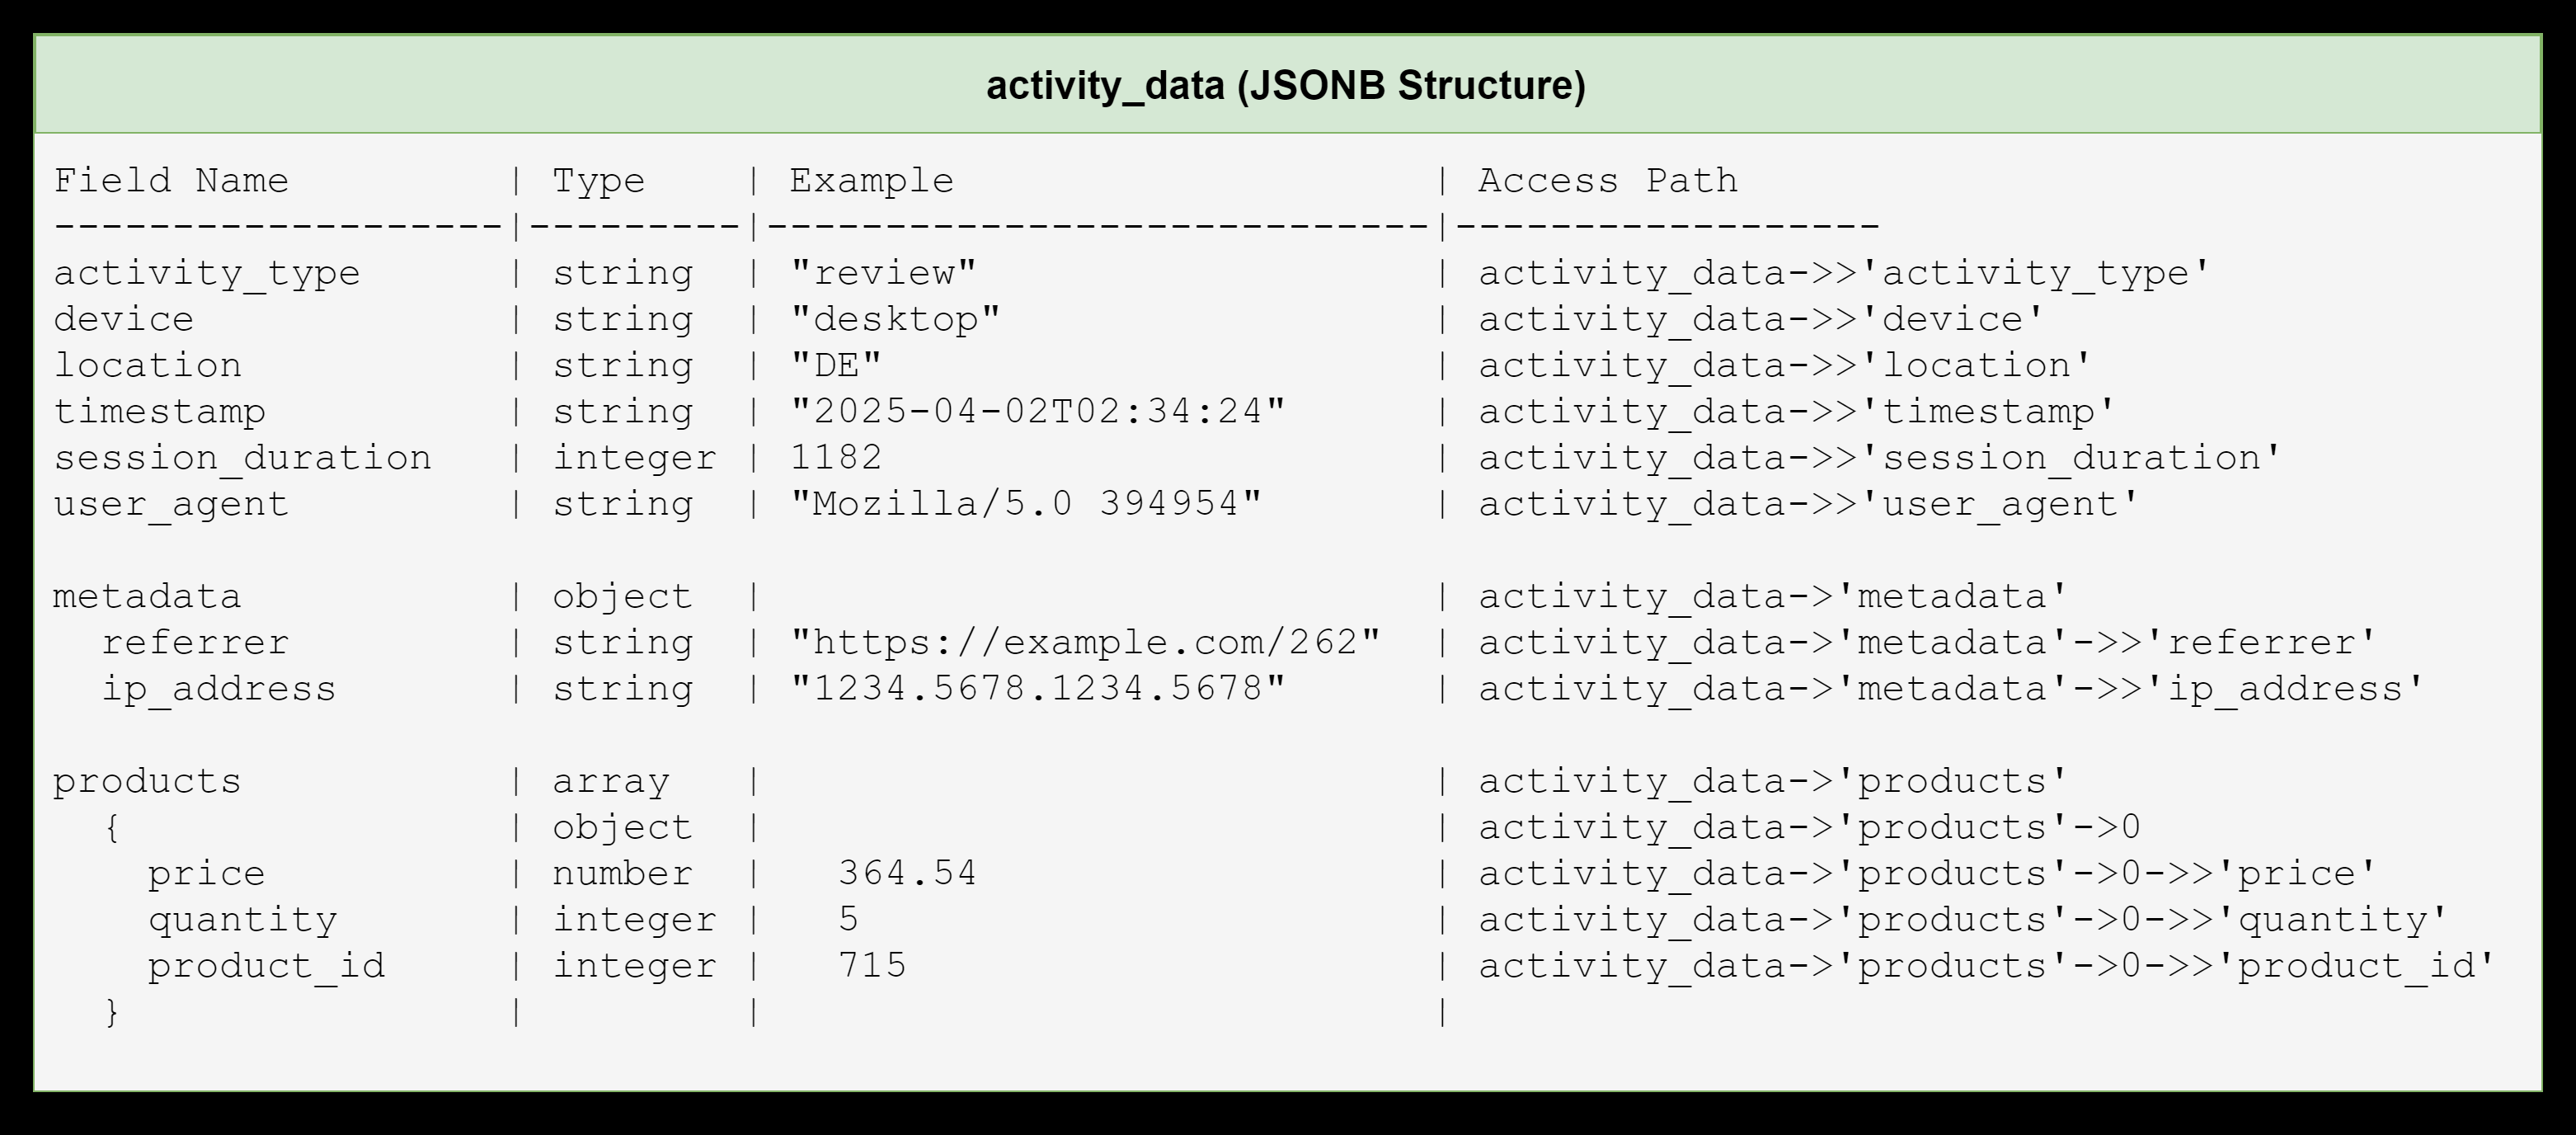 activity_data (JSONB Structure)
Field Name         | Type    | Example                    | Access Path
-------------------|---------|----------------------------|------------------
activity_type      | string  | "review"                   | activity_data->>'activity_type'
device             | string  | "desktop"                  | activity_data->>'device'
location           | string  | "DE"                       | activity_data->>'location'
timestamp          | string  | "2025-04-02T02:34:24"      | activity_data->>'timestamp'
session_duration   | integer | 1182                       | activity_data->>'session_duration'
user_agent         | string  | "Mozilla/5.0 394954"       | activity_data->>'user_agent'
metadata           | object  |                            | activity_data->'metadata'
  referrer         | string  | "https://example.com/262"  | activity_data->'metadata'->>'referrer'
  ip_address       | string  | "1234.5678.1234.5678"      | activity_data->'metadata'->>'ip_address'
products           | array   |                            | activity_data->'products'
  {                | object  |                            | activity_data->'products'->0
    price          | number  |   364.54                   | activity_data->'products'->0->>'price'
    quantity       | integer |   5                        | activity_data->'products'->0->>'quantity'
    product_id     | integer |   715                      | activity_data->'products'->0->>'product_id'
  }                |         |                            |